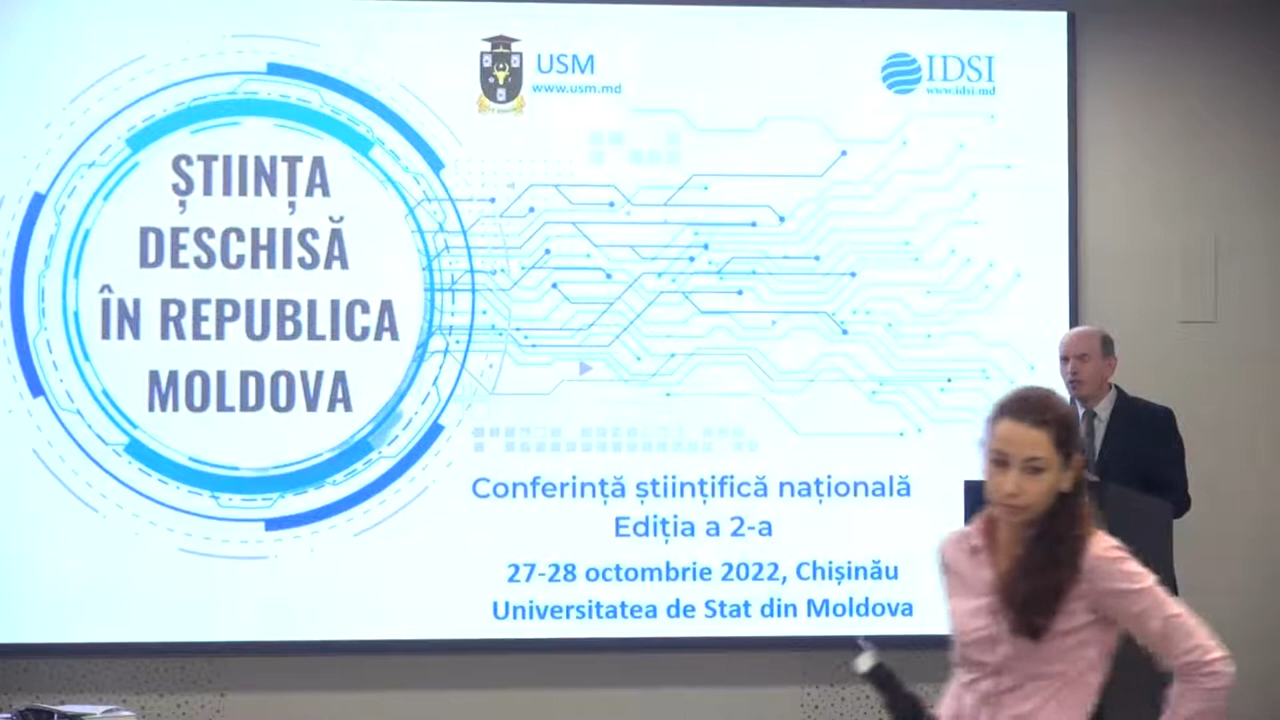 USM
www.usm.md
IDSI
www.idsi.md
ȘTIINȚA
DESCHISĂ
ÎN REPUBLICA
MOLDOVA
Conferință științifică națională
Ediția a 2-a
27-28 octombrie 2022, Chișinău
Universitatea de Stat din Moldova